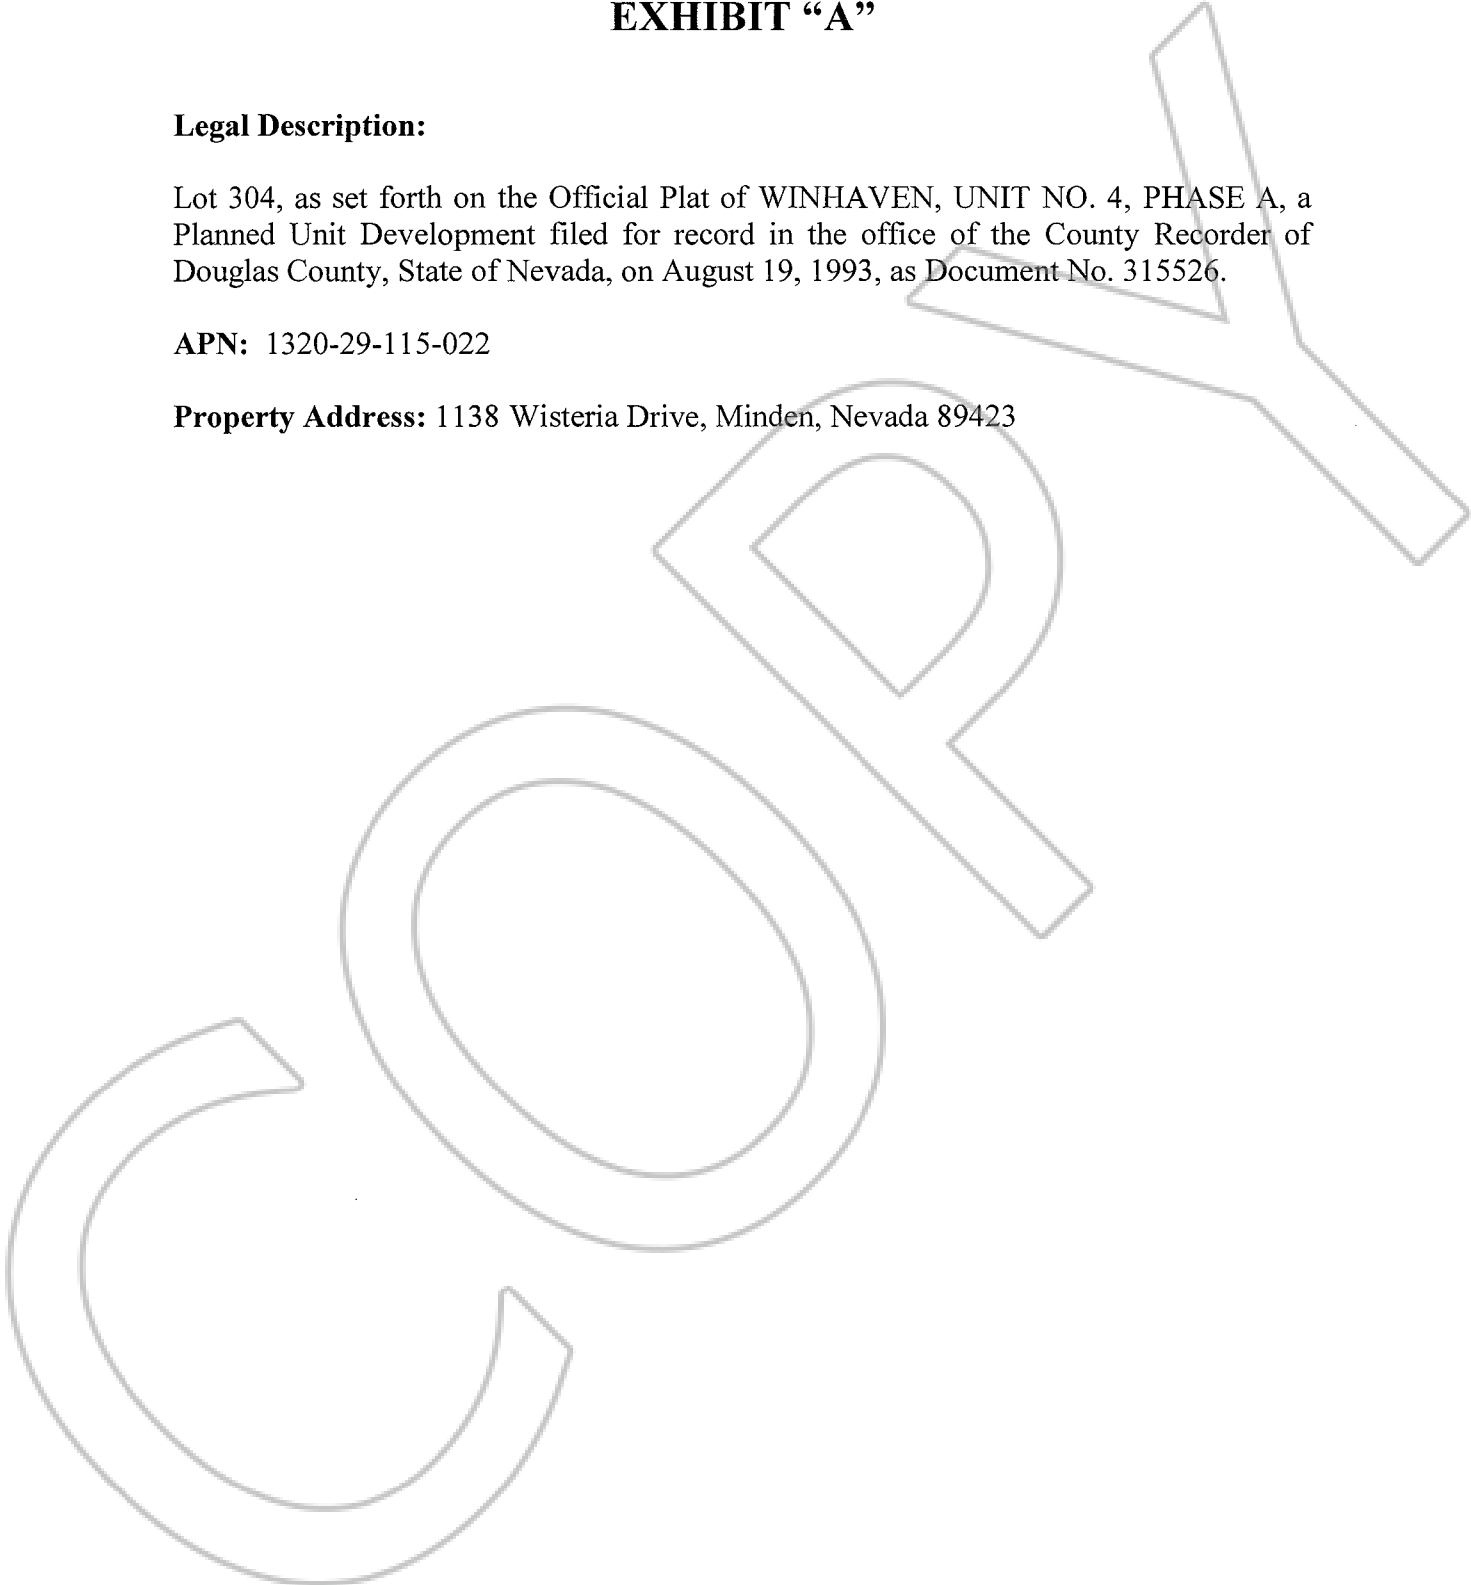 EXHIBIT “A”
Legal Description:
Lot 304, as set forth on the Official Plat of WINHAVEN, UNIT NO. 4, PHASE A, a
Planned Unit Development filed for record in the office of the County Recorder of
Douglas County, State of Nevada, on August 19, 1993, as Document No. 315526.
APN: 1320-29-115-022
Property Address: 1138 Wisteria Drive, Minden, Nevada 89423
COPY